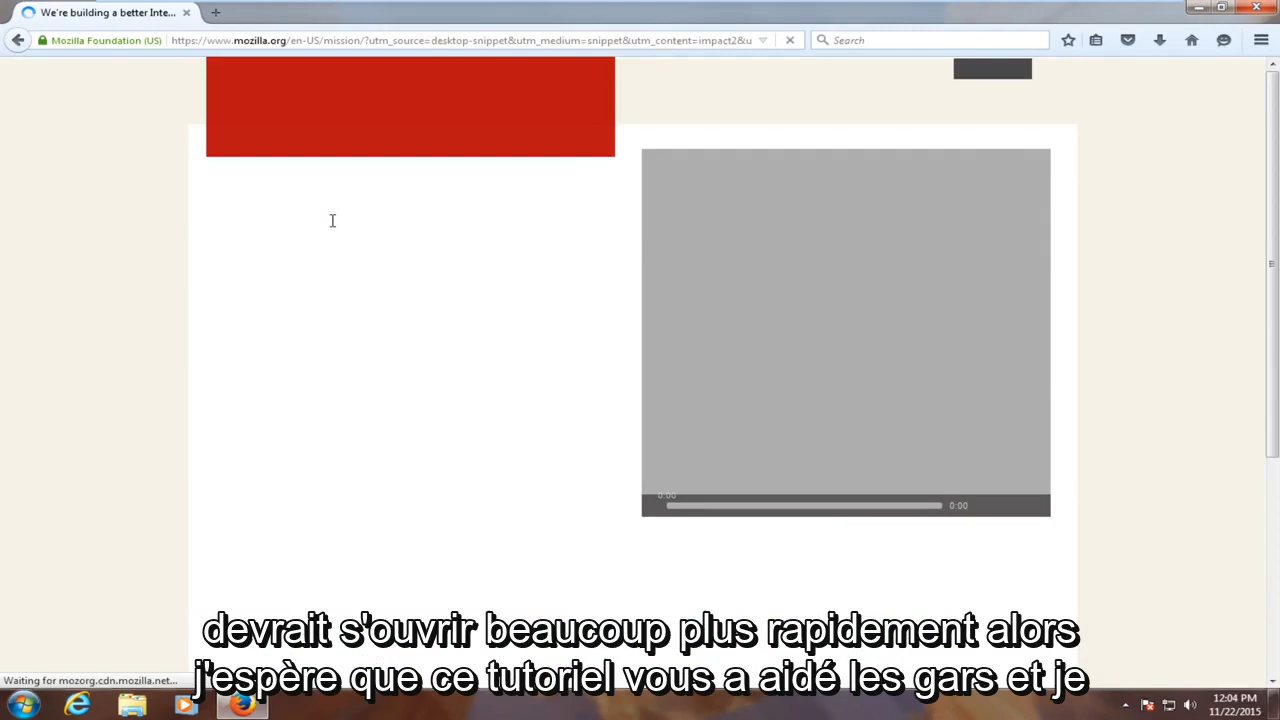 We're building a better Inte...
Mozilla Foundation (US)
https://www.mozilla.org/en-US/mission/?utm_source=desktop-snippet&utm_medium=snippet&utm_content=impact2&u
Search
0:00
0:00
devrait s'ouvrir beaucoup plus rapidement alors
j'espère que ce tutoriel vous a aidé les gars et je
Waiting for mozorg.cdn.mozilla.net...
12:04 PM
11/22/2015